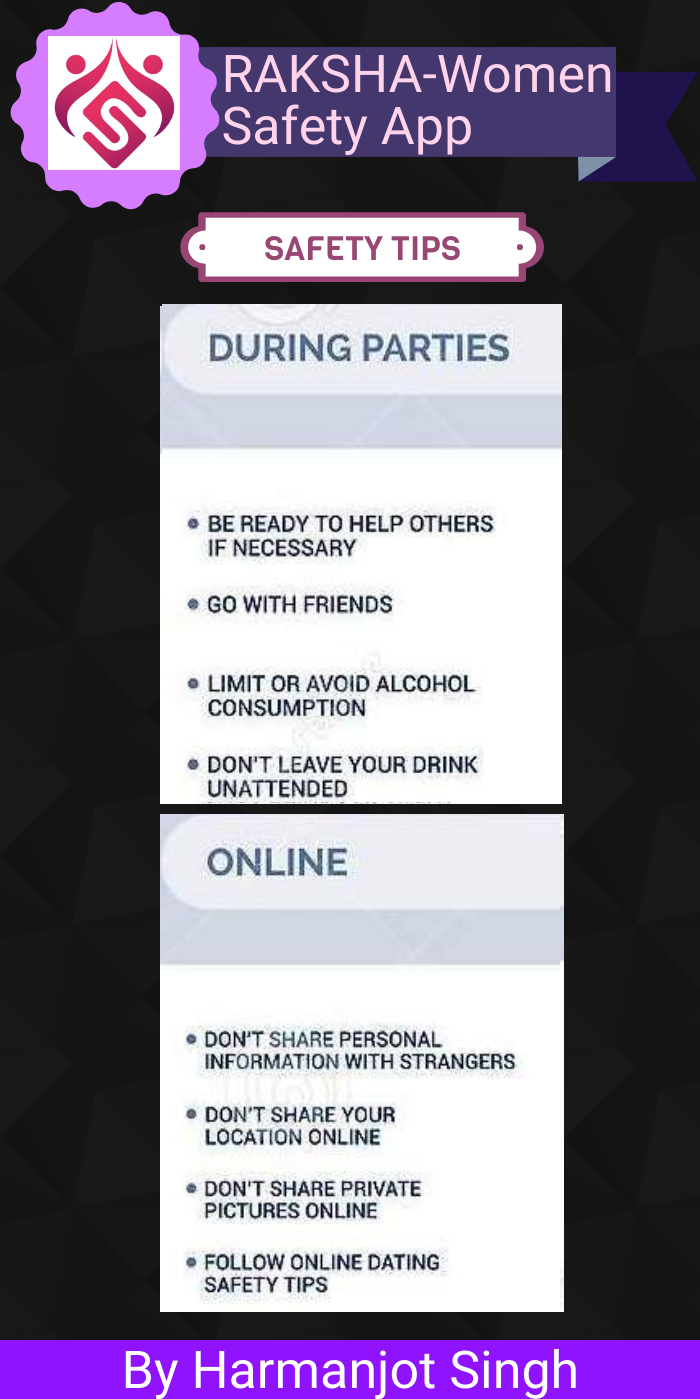 RAKSHA-Women
Safety App
SAFETY TIPS
DURING PARTIES
• BE READY TO HELP OTHERS
IF NECESSARY
• GO WITH FRIENDS
• LIMIT OR AVOID ALCOHOL
CONSUMPTION
• DON'T LEAVE YOUR DRINK
UNATTENDED
ONLINE
• DON'T SHARE PERSONAL
INFORMATION WITH STRANGERS
• DON'T SHARE YOUR
LOCATION ONLINE
• DON'T SHARE PRIVATE
PICTURES ONLINE
• FOLLOW ONLINE DATING
SAFETY TIPS
By Harmanjot Singh